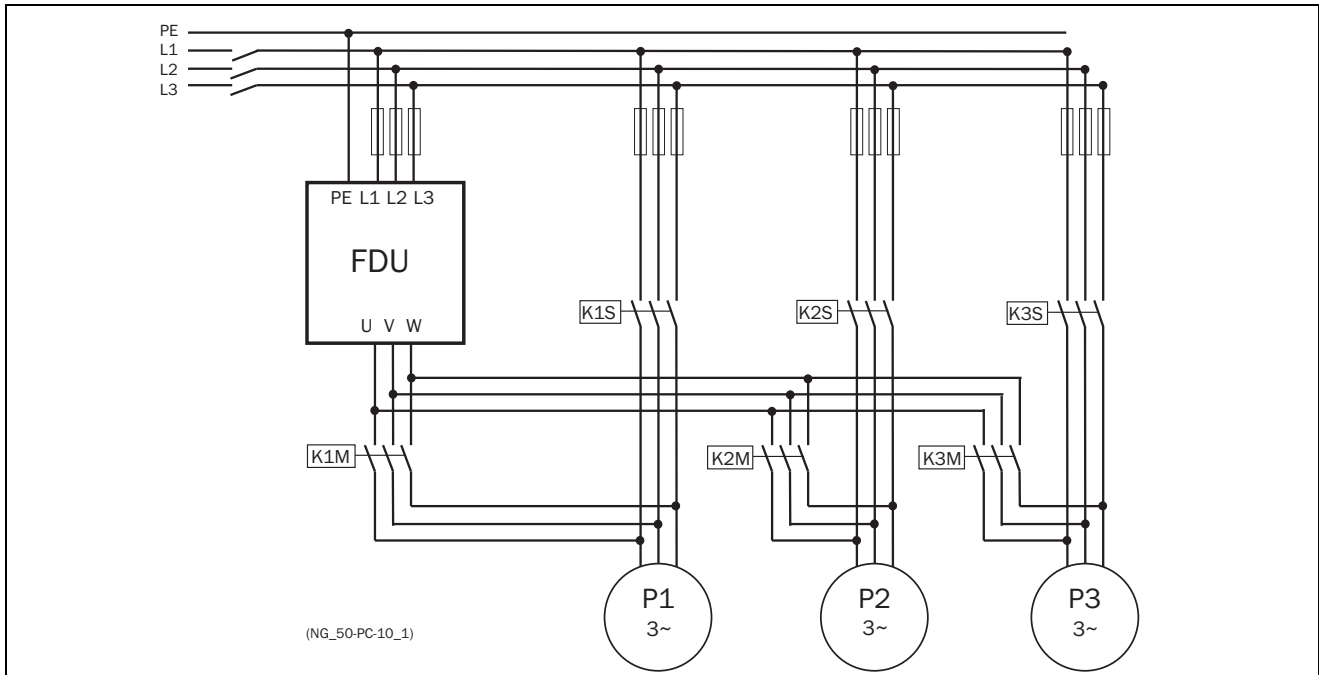 PE
L1
L2
L3
PE L1 L2 L3
FDU
U V W
K1S
K2S
K3S
K1M
K2M
K3M
P1
3~
P2
3~
P3
3~
(NG_50-PC-10_1)